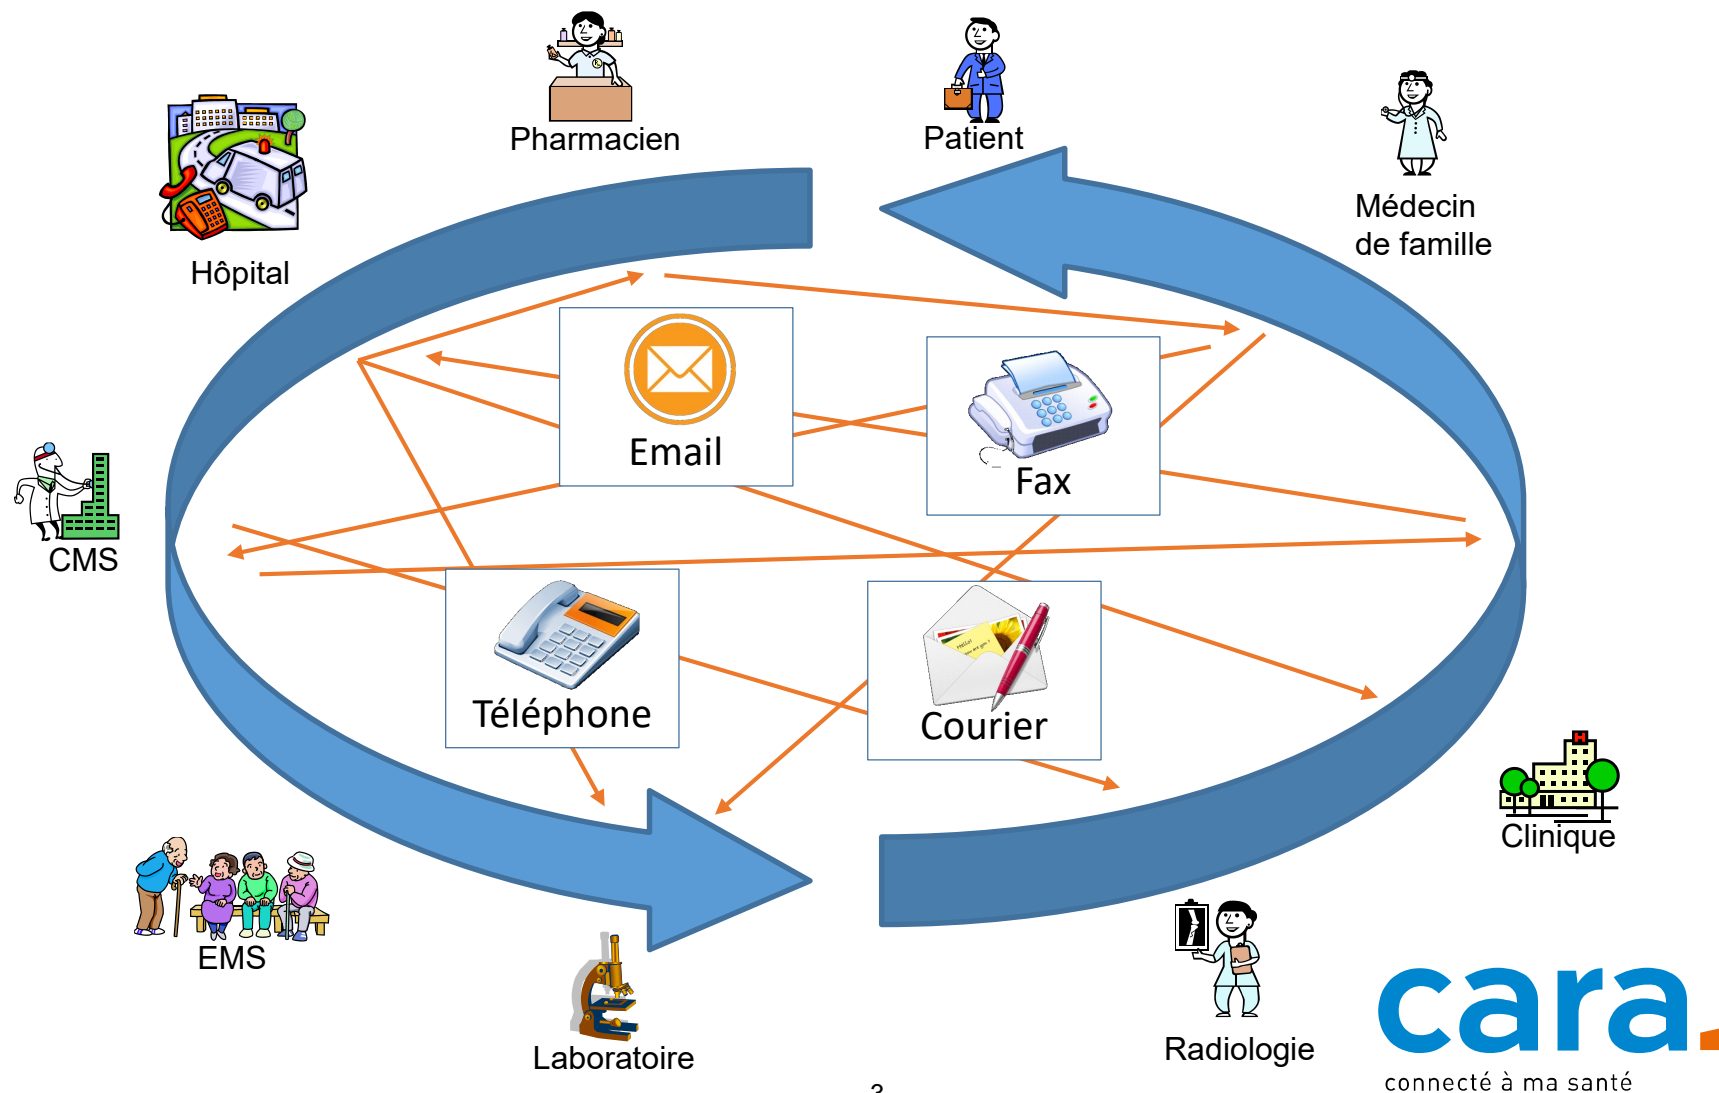 Pharmacien
Patient
Médecin
de famille
Hôpital
Email
Fax
CMS
Téléphone
Courier
Clinique
EMS
Laboratoire
Radiologie
cara.
connecté à ma santé
3